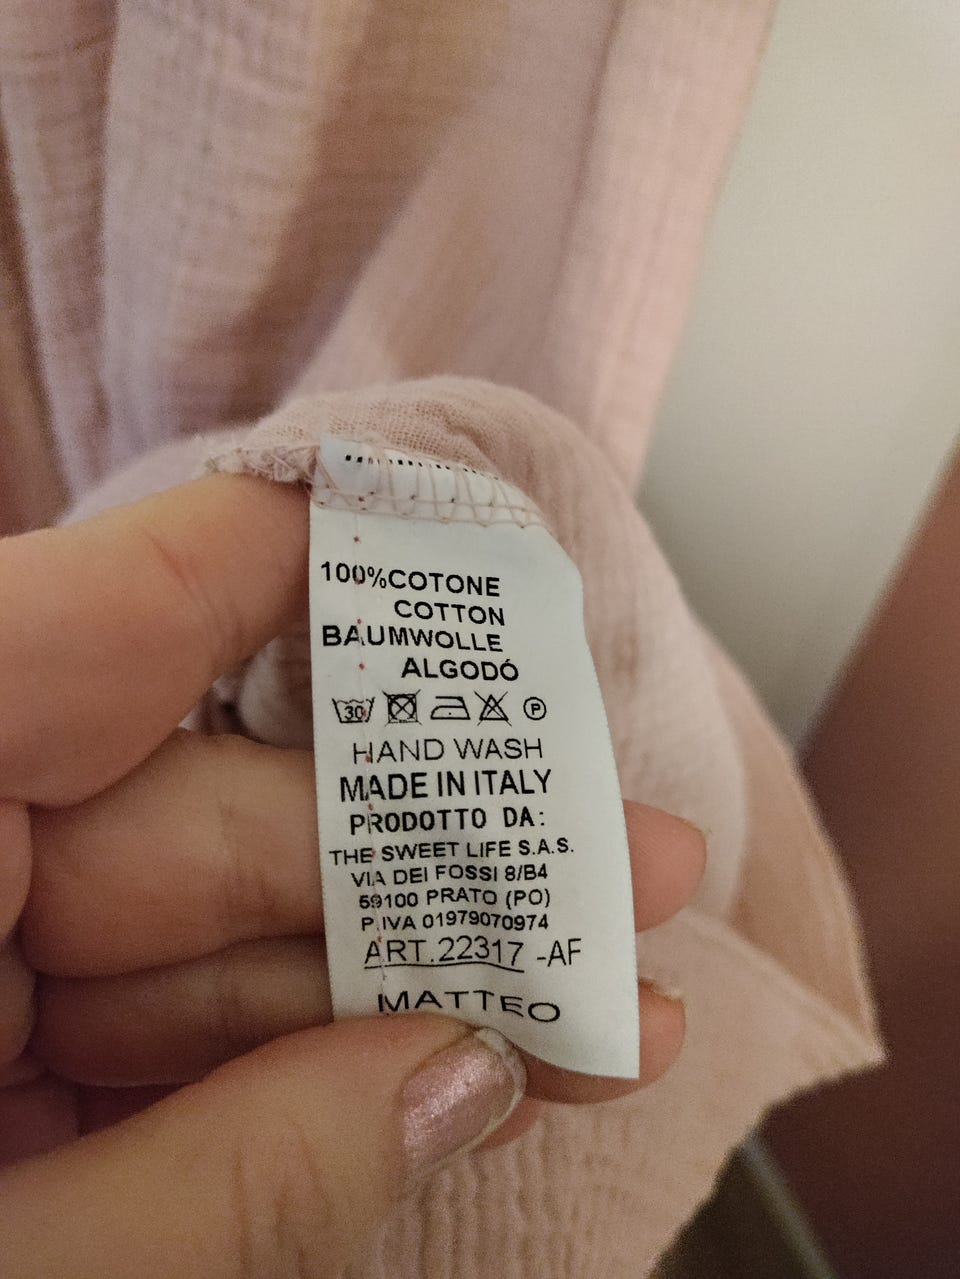 100%COTONE
COTTON
BAUMWOLLE
ALGODÓ
30 P
HAND WASH
MADE IN ITALY
PRODOTTO DA:
THE SWEET LIFE S.A.S.
VIA DEI FOSSI 8/B4
59100 PRATO (PO)
P.IVA 01979070974
ART.22317 -AF
MATTEO